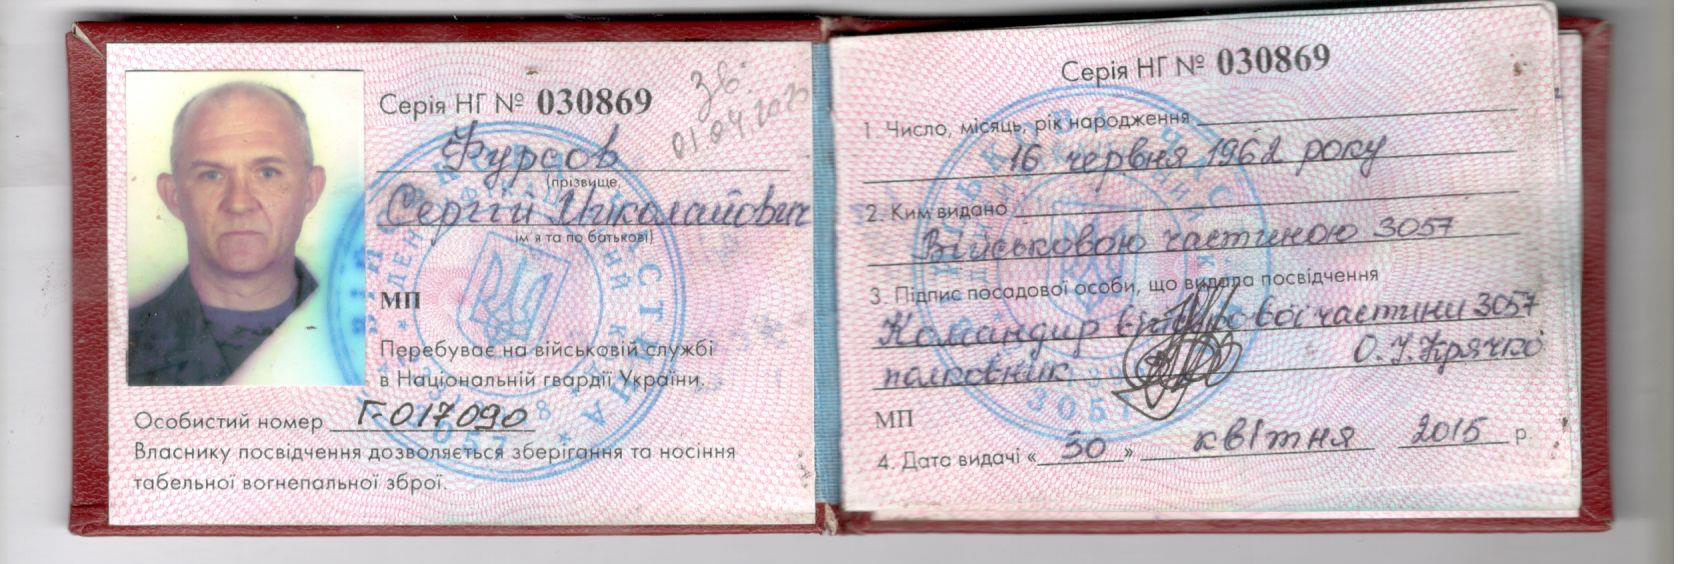 Серія НГ № 030869
Зв.
01.04.2023
Фурсов
(прізвище,
Сергій Миколайович
ім'я та по батькові)
МП
Перебуває на військовій службі
в Національній гвардії України.
Особистий номер Г-017090
Власнику посвідчення дозволяється зберігання та носіння
табельної вогнепальної зброї.
Серія НГ № 030869
1. Число, місяць, рік народження
16 червня 1962 року
2. Ким видано
Військовою частиною 3057
3. Підпис посадової особи, що видала посвідчення
Командир військової частини 3057
полковник О.І. Крячко
МП
4. Дата видачі «30» квітня 2015 р.